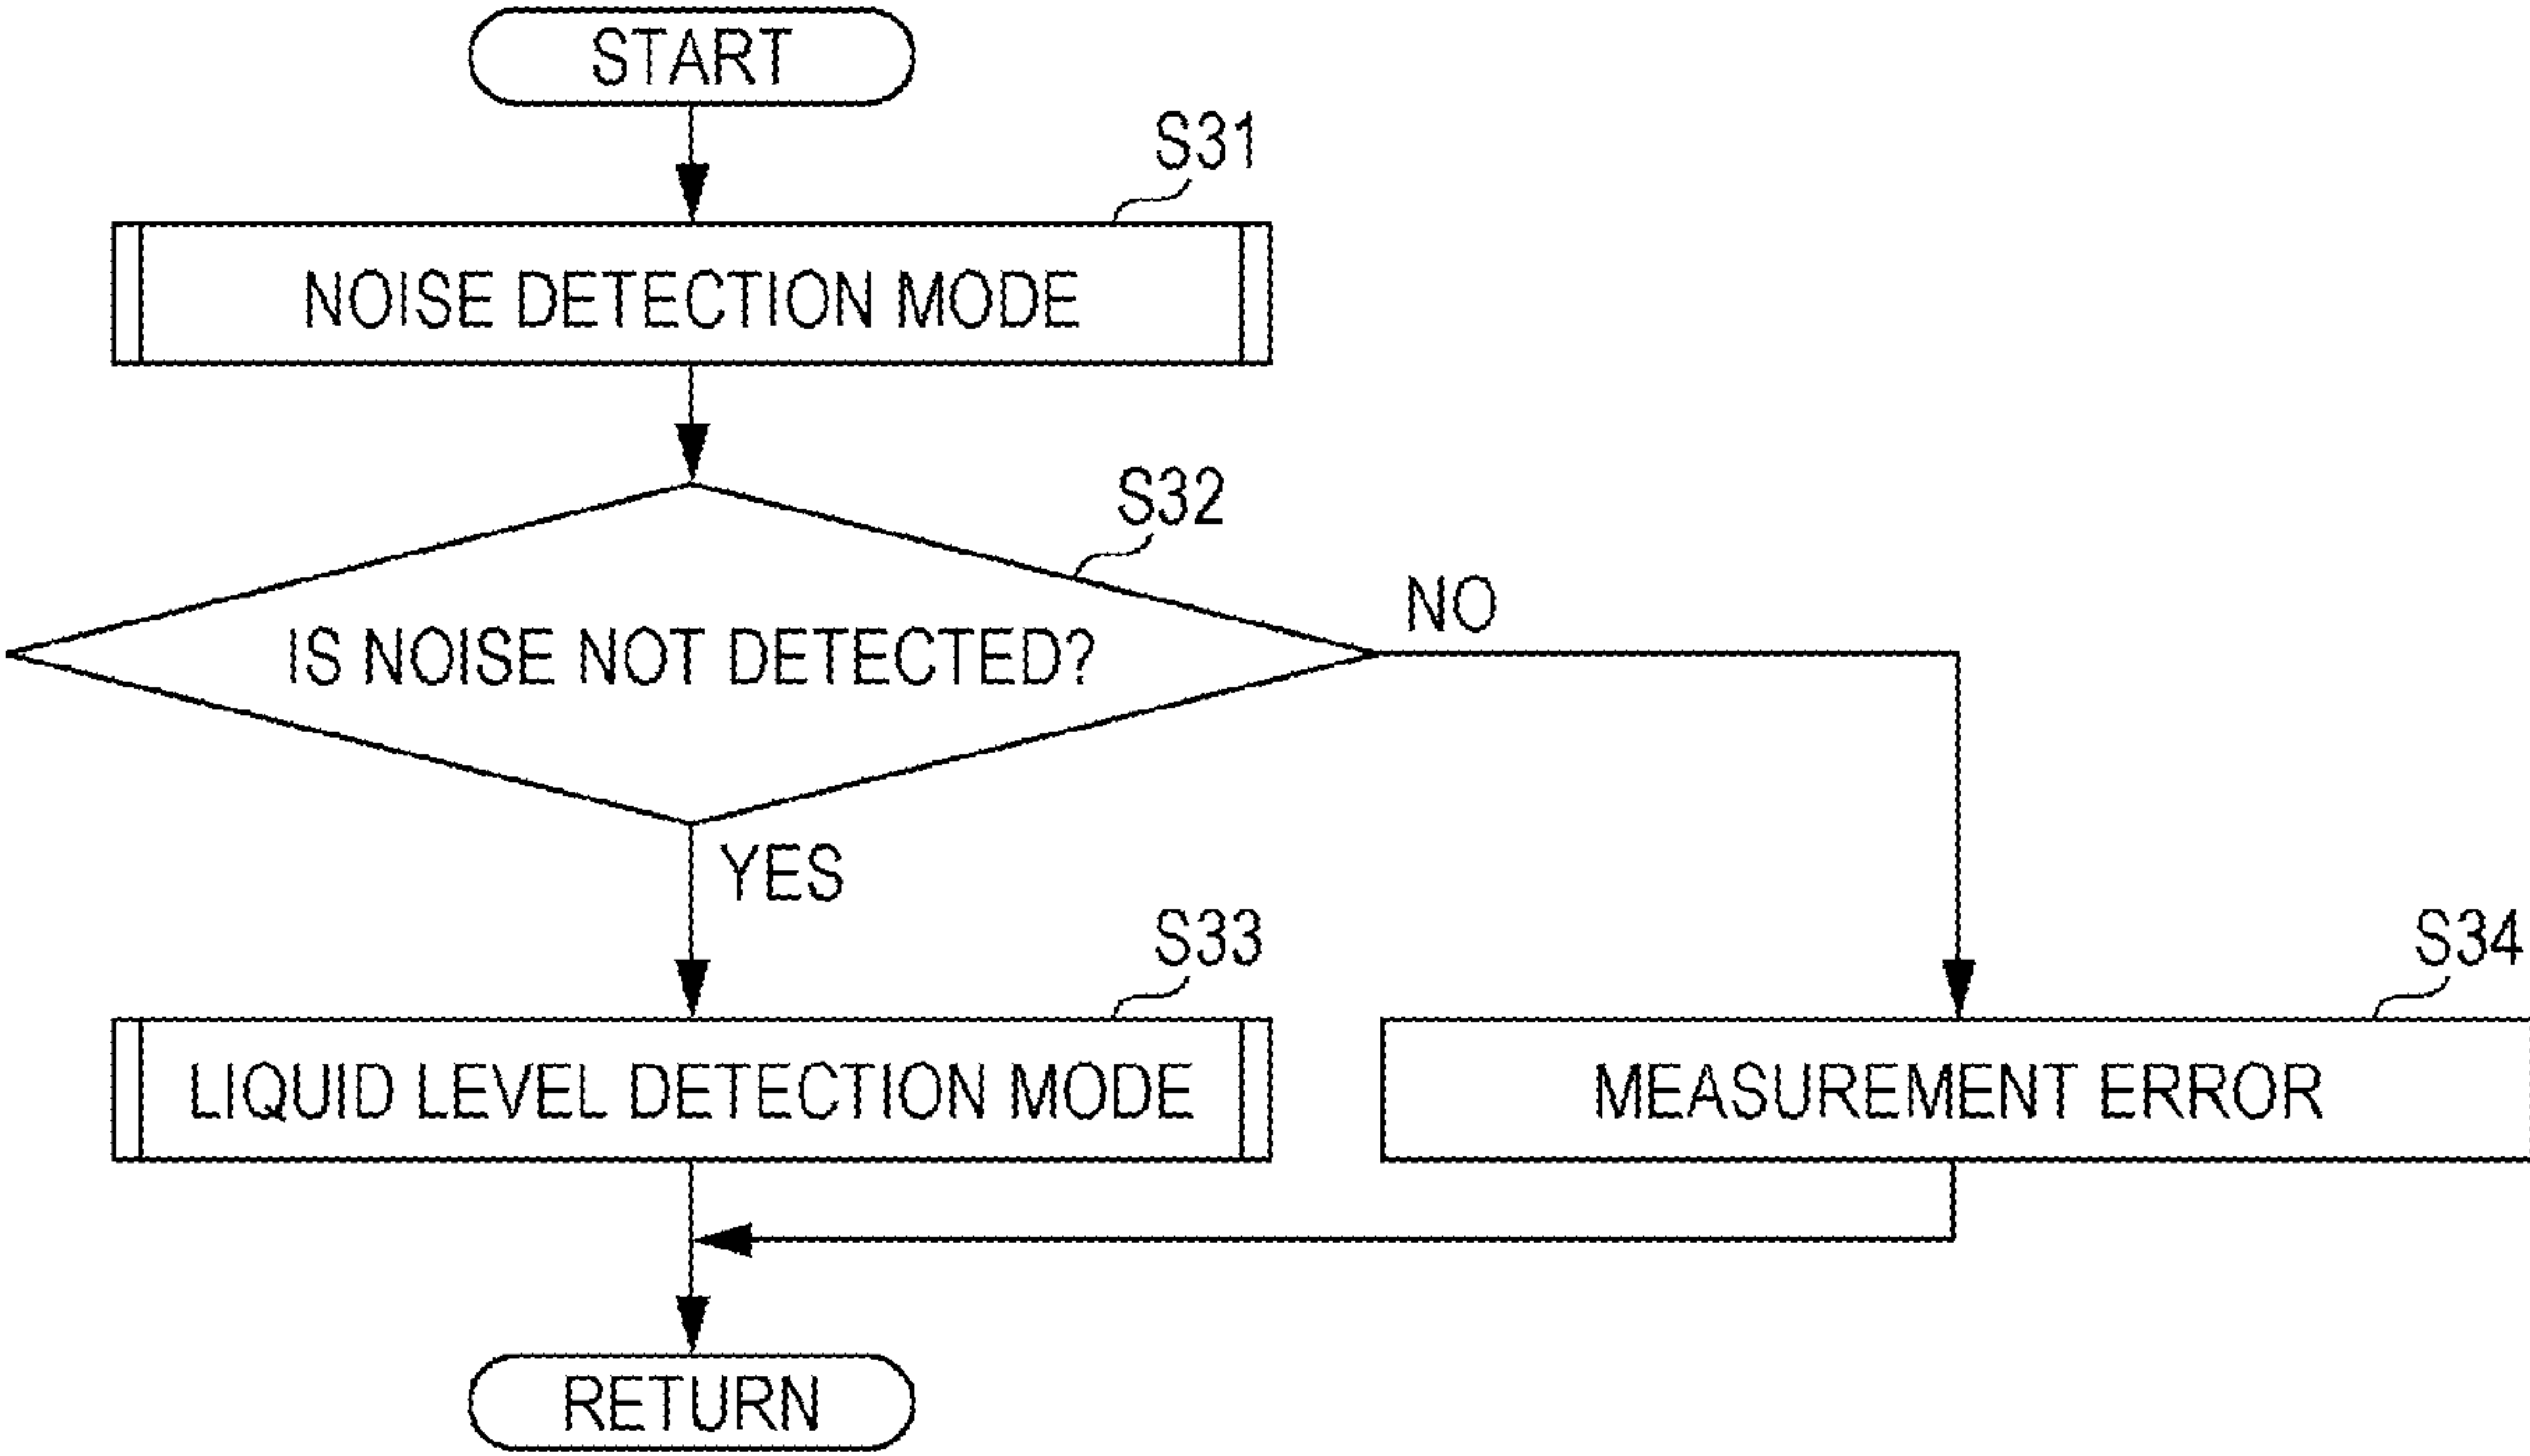 START
S31
NOISE DETECTION MODE
S32
IS NOISE NOT DETECTED?
NO
YES
S33
LIQUID LEVEL DETECTION MODE
S34
MEASUREMENT ERROR
RETURN